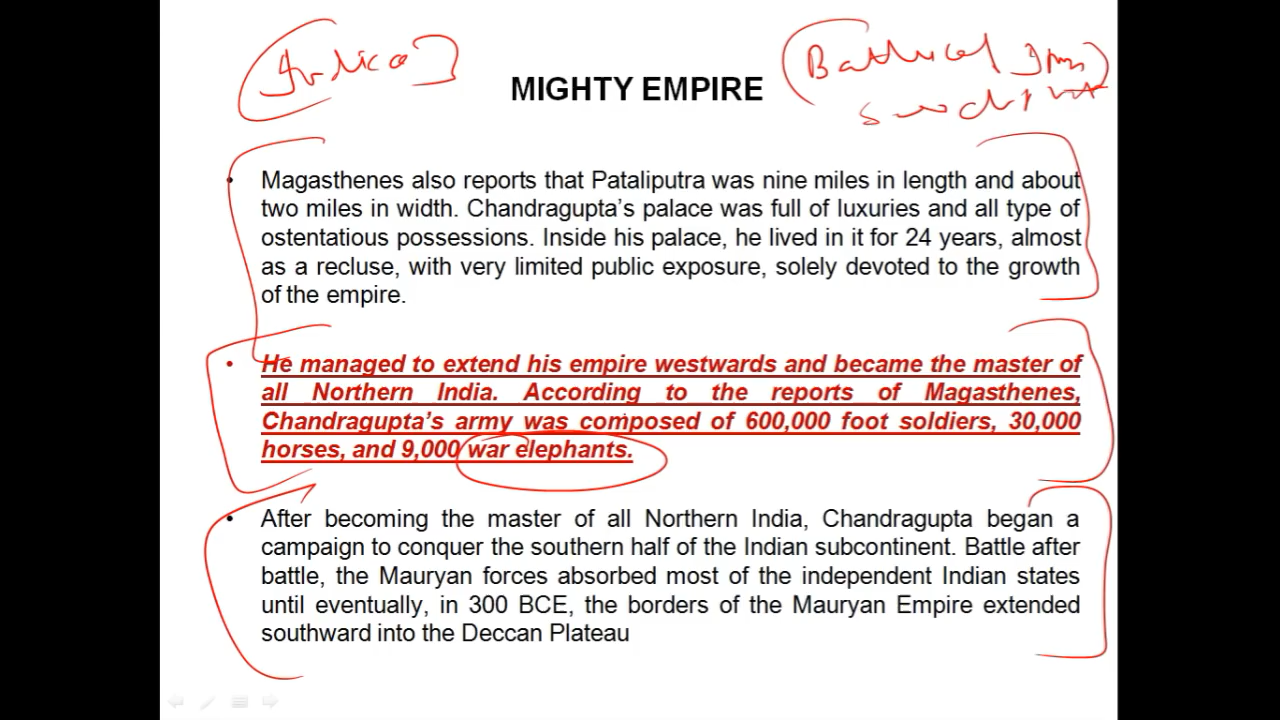 Indica
MIGHTY EMPIRE
• Magasthenes also reports that Pataliputra was nine miles in length and about
two miles in width. Chandragupta’s palace was full of luxuries and all type of
ostentatious possessions. Inside his palace, he lived in it for 24 years, almost
as a recluse, with very limited public exposure, solely devoted to the growth
of the empire.
• He managed to extend his empire westwards and became the master of
all Northern India. According to the reports of Magasthenes,
Chandragupta’s army was composed of 600,000 foot soldiers, 30,000
horses, and 9,000 war elephants.
• After becoming the master of all Northern India, Chandragupta began a
campaign to conquer the southern half of the Indian subcontinent. Battle after
battle, the Mauryan forces absorbed most of the independent Indian states
until eventually, in 300 BCE, the borders of the Mauryan Empire extended
southward into the Deccan Plateau